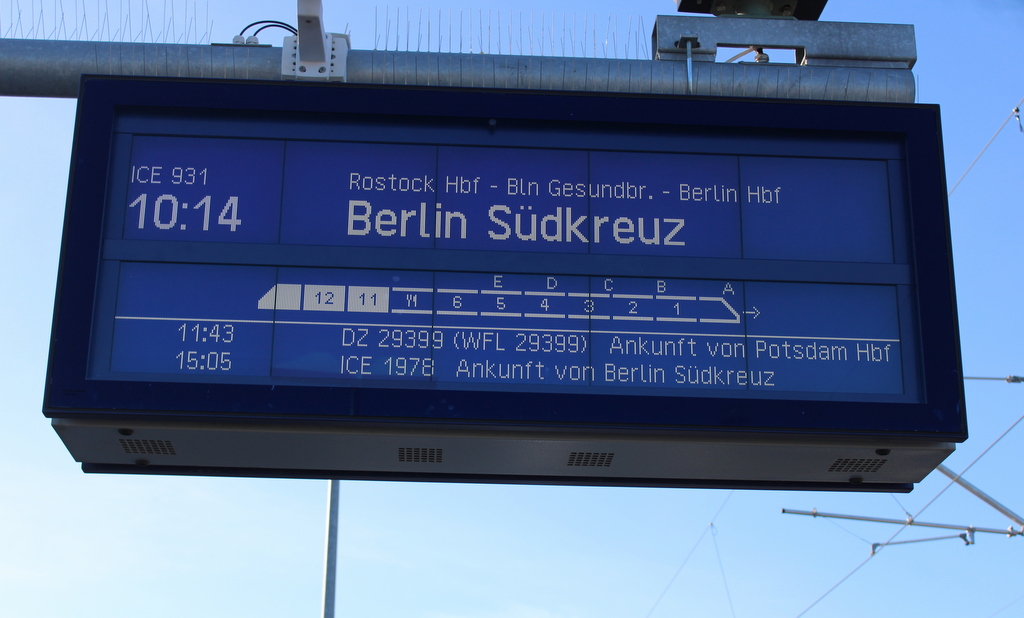 ICE 931
Rostock Hbf - Bln Gesundbr. - Berlin Hbf
10:14 Berlin Südkreuz
E D C B A
12 11 6 5 4 3 2 1 →
11:43 DZ 29399 (WFL 29399) Ankunft von Potsdam Hbf
15:05 ICE 1978 Ankunft von Berlin Südkreuz